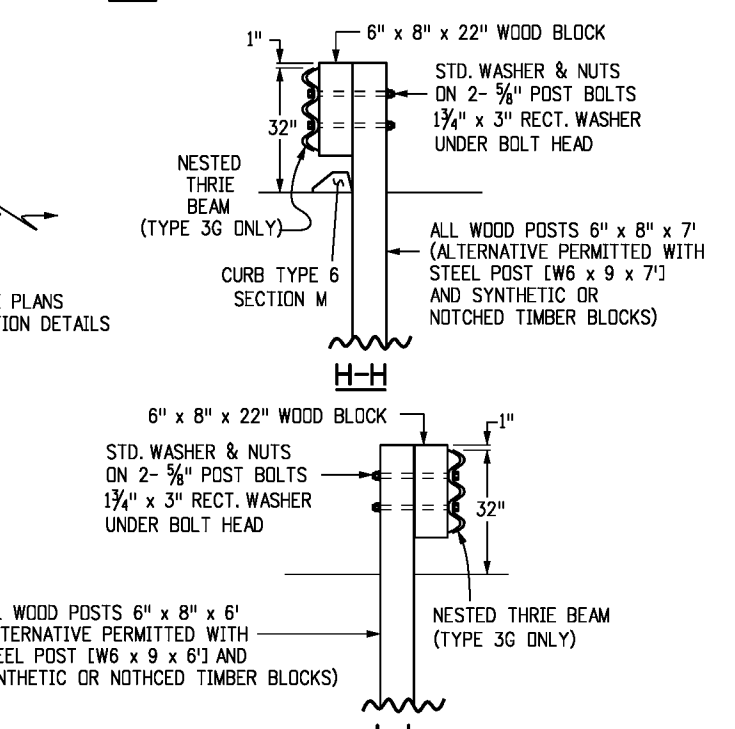 1"
6" x 8" x 22" WOOD BLOCK
STD. WASHER & NUTS
ON 2- 5/8" POST BOLTS
1 3/4" x 3" RECT. WASHER
UNDER BOLT HEAD
32"
NESTED
THRIE
BEAM
(TYPE 3G ONLY)
CURB TYPE 6
SECTION M
ALL WOOD POSTS 6" x 8" x 7'
(ALTERNATIVE PERMITTED WITH
STEEL POST [W6 x 9 x 7']
AND SYNTHETIC OR
NOTCHED TIMBER BLOCKS)
PLANS
TION DETAILS
H-H
6" x 8" x 22" WOOD BLOCK
1"
STD. WASHER & NUTS
ON 2- 5/8" POST BOLTS
1 3/4" x 3" RECT. WASHER
UNDER BOLT HEAD
32"
WOOD POSTS 6" x 8" x 6'
TERNATIVE PERMITTED WITH
EEL POST [W6 x 9 x 6'] AND
NTHETIC OR NOTHCED TIMBER BLOCKS)
NESTED THRIE BEAM
(TYPE 3G ONLY)